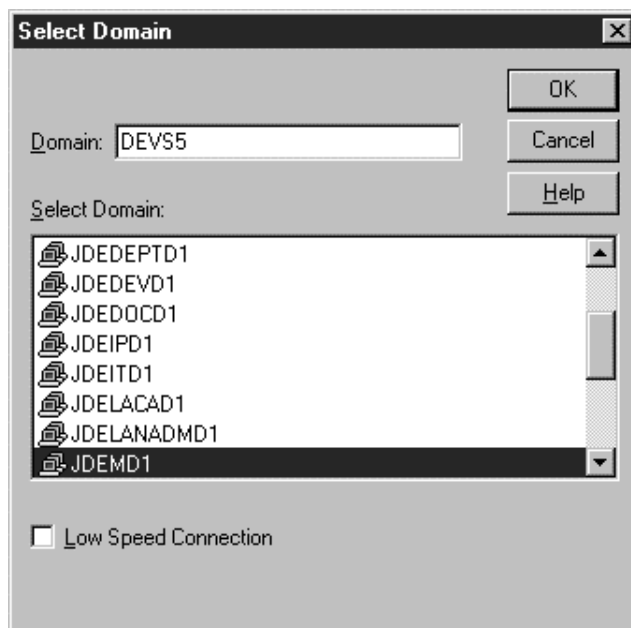 Select Domain
OK
Domain: DEVS5
Cancel
Help
Select Domain:
JDEDEPTD1
JDEDEVD1
JDEDOCD1
JDEIPD1
JDEITD1
JDELACAD1
JDELANADMD1
JDEMD1
Low Speed Connection